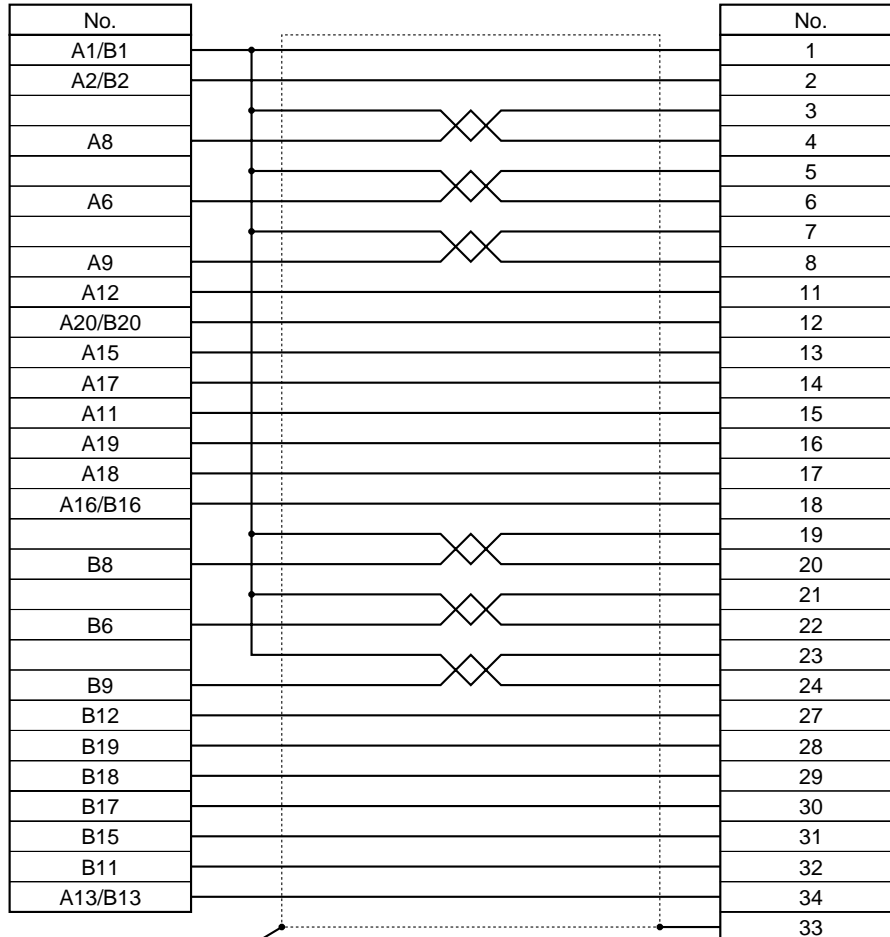 No. No.
A1/B1 1
A2/B2 2
3
A8 4
5
A6 6
7
A9 8
A12 11
A20/B20 12
A15 13
A17 14
A11 15
A19 16
A18 17
A16/B16 18
19
B8 20
21
B6 22
23
B9 24
B12 27
B19 28
B18 29
B17 30
B15 31
B11 32
A13/B13 34
33